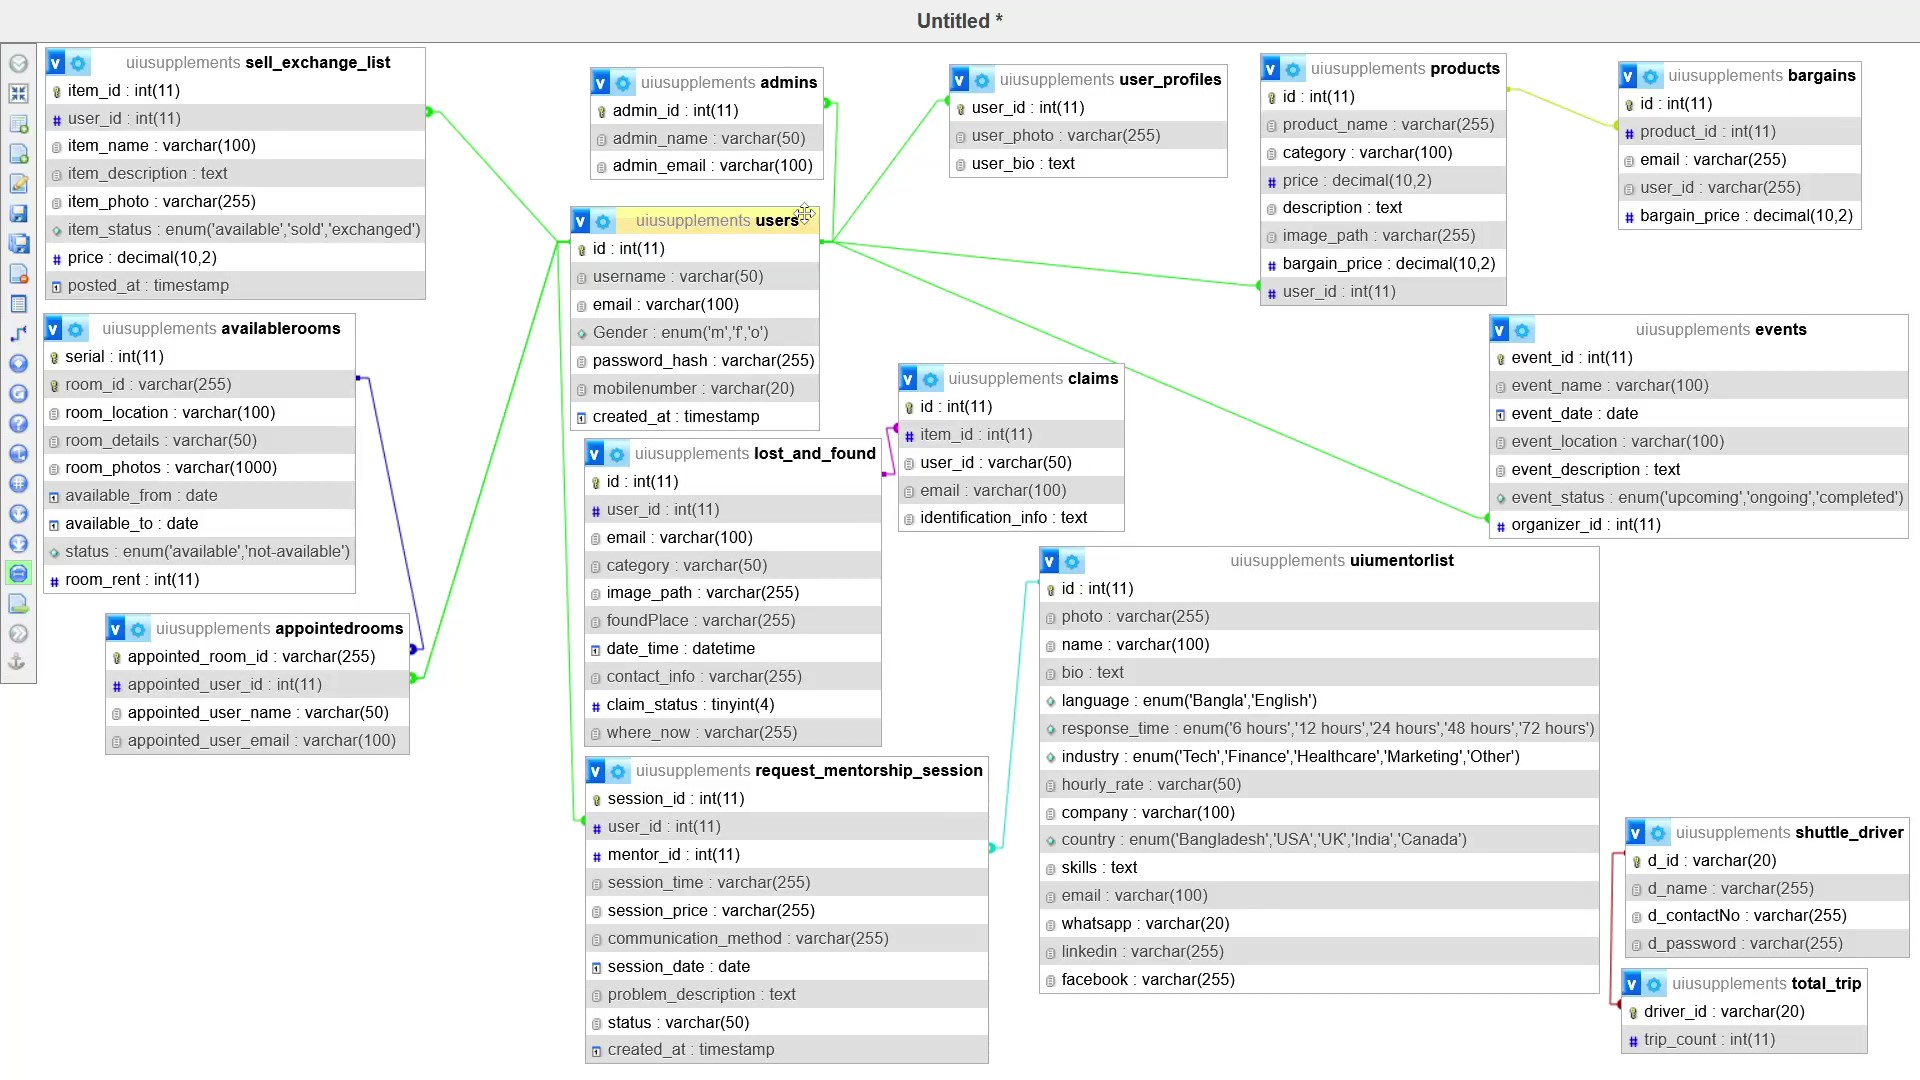 Untitled *
uiusupplements sell_exchange_list
item_id : int(11)
user_id : int(11)
item_name : varchar(100)
item_description : text
item_photo : varchar(255)
item_status : enum('available','sold','exchanged')
price : decimal(10,2)
posted_at : timestamp
uiusupplements admins
admin_id : int(11)
admin_name : varchar(50)
admin_email : varchar(100)
uiusupplements user_profiles
user_id : int(11)
user_photo : varchar(255)
user_bio : text
uiusupplements products
id : int(11)
product_name : varchar(255)
category : varchar(100)
price : decimal(10,2)
description : text
image_path : varchar(255)
bargain_price : decimal(10,2)
user_id : int(11)
uiusupplements bargains
id : int(11)
product_id : int(11)
email : varchar(255)
user_id : varchar(255)
bargain_price : decimal(10,2)
uiusupplements users
id : int(11)
username : varchar(50)
email : varchar(100)
Gender : enum('m','f','o')
password_hash : varchar(255)
mobilenumber : varchar(20)
created_at : timestamp
uiusupplements availablerooms
serial : int(11)
room_id : varchar(255)
room_location : varchar(100)
room_details : varchar(50)
room_photos : varchar(1000)
available_from : date
available_to : date
status : enum('available','not-available')
room_rent : int(11)
uiusupplements events
event_id : int(11)
event_name : varchar(100)
event_date : date
event_location : varchar(100)
event_description : text
event_status : enum('upcoming','ongoing','completed')
organizer_id : int(11)
uiusupplements claims
id : int(11)
item_id : int(11)
user_id : varchar(50)
email : varchar(100)
identification_info : text
uiusupplements lost_and_found
id : int(11)
user_id : int(11)
email : varchar(100)
category : varchar(50)
image_path : varchar(255)
foundPlace : varchar(255)
date_time : datetime
contact_info : varchar(255)
claim_status : tinyint(4)
where_now : varchar(255)
uiusupplements appointedrooms
appointed_room_id : varchar(255)
appointed_user_id : int(11)
appointed_user_name : varchar(50)
appointed_user_email : varchar(100)
uiusupplements uiumentorlist
id : int(11)
photo : varchar(255)
name : varchar(100)
bio : text
language : enum('Bangla','English')
response_time : enum('6 hours','12 hours','24 hours','48 hours','72 hours')
industry : enum('Tech','Finance','Healthcare','Marketing','Other')
hourly_rate : varchar(50)
company : varchar(100)
country : enum('Bangladesh','USA','UK','India','Canada')
skills : text
email : varchar(100)
whatsapp : varchar(20)
linkedin : varchar(255)
facebook : varchar(255)
uiusupplements request_mentorship_session
session_id : int(11)
user_id : int(11)
mentor_id : int(11)
session_time : varchar(255)
session_price : varchar(255)
communication_method : varchar(255)
session_date : date
problem_description : text
status : varchar(50)
created_at : timestamp
uiusupplements shuttle_driver
d_id : varchar(20)
d_name : varchar(255)
d_contactNo : varchar(255)
d_password : varchar(255)
uiusupplements total_trip
driver_id : varchar(20)
trip_count : int(11)